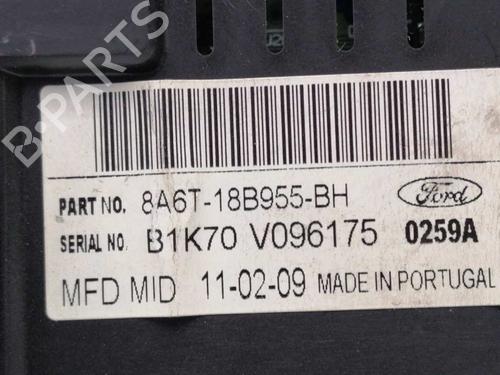 J2
B-PARTS
PART NO. 8A6T-18B955-BH
Ford
SERIAL NO. B1K70 V096175 0259A
MFD MID 11-02-09 MADE IN PORTUGAL